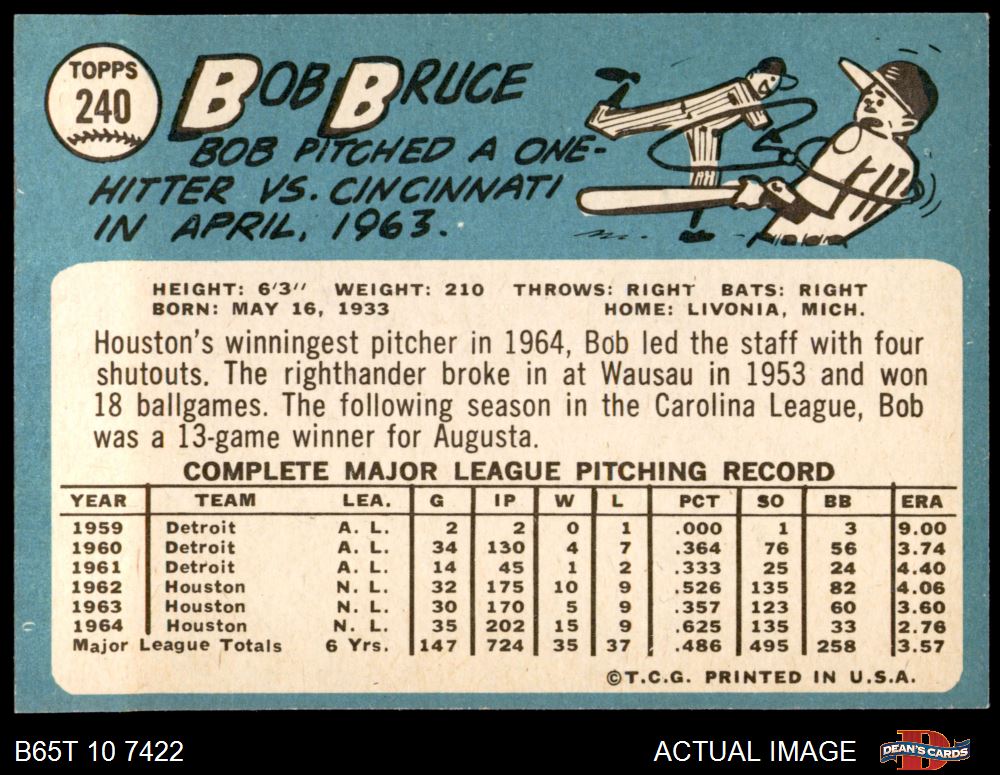 TOPPS
240
BOB BRUCE
BOB PITCHED A ONE-
HITTER VS. CINCINNATI
IN APRIL, 1963.
HEIGHT: 6'3" WEIGHT: 210 THROWS: RIGHT BATS: RIGHT
BORN: MAY 16, 1933 HOME: LIVONIA, MICH.
Houston's winningest pitcher in 1964, Bob led the staff with four
shutouts. The righthander broke in at Wausau in 1953 and won
18 ballgames. The following season in the Carolina League, Bob
was a 13-game winner for Augusta.
COMPLETE MAJOR LEAGUE PITCHING RECORD
YEAR TEAM LEA. G IP W L PCT SO BB ERA
1959 Detroit A. L. 2 2 0 1 .000 1 3 9.00
1960 Detroit A. L. 34 130 4 7 .364 76 56 3.74
1961 Detroit A. L. 14 45 1 2 .333 25 24 4.40
1962 Houston N. L. 32 175 10 9 .526 135 82 4.06
1963 Houston N. L. 30 170 5 9 .357 123 60 3.60
1964 Houston N. L. 35 202 15 9 .625 135 33 2.76
Major League Totals 6 Yrs. 147 724 35 37 .486 495 258 3.57
©T.C.G. PRINTED IN U.S.A.
B65T 10 7422 ACTUAL IMAGE DEAN'S CARDS